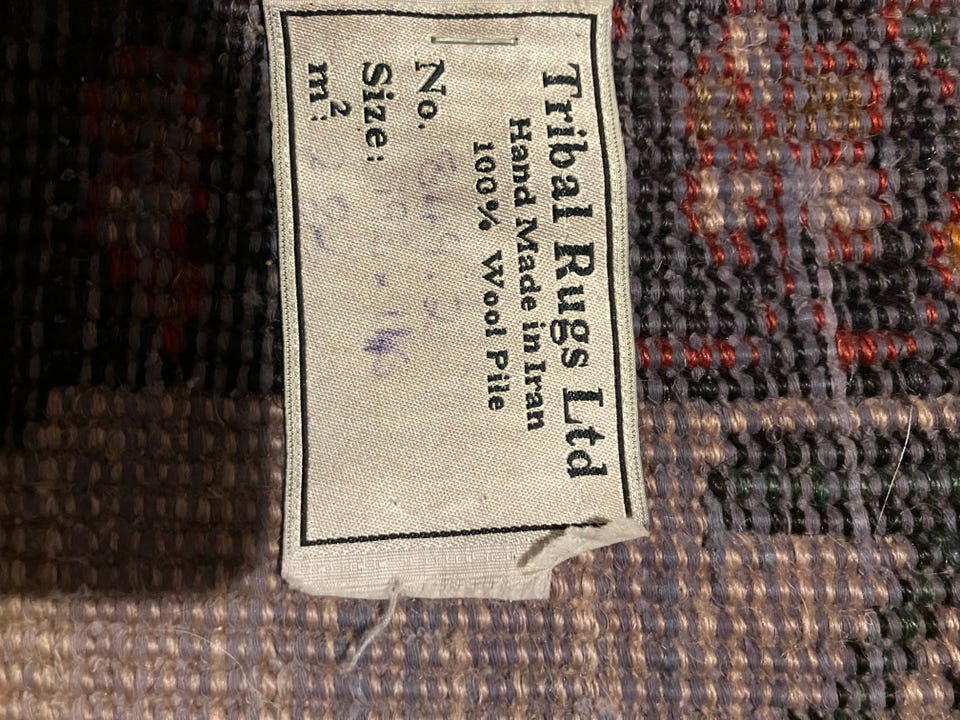 Tribal Rugs Ltd
Hand Made in Iran
100% Wool Pile
No.
Size:
m²: